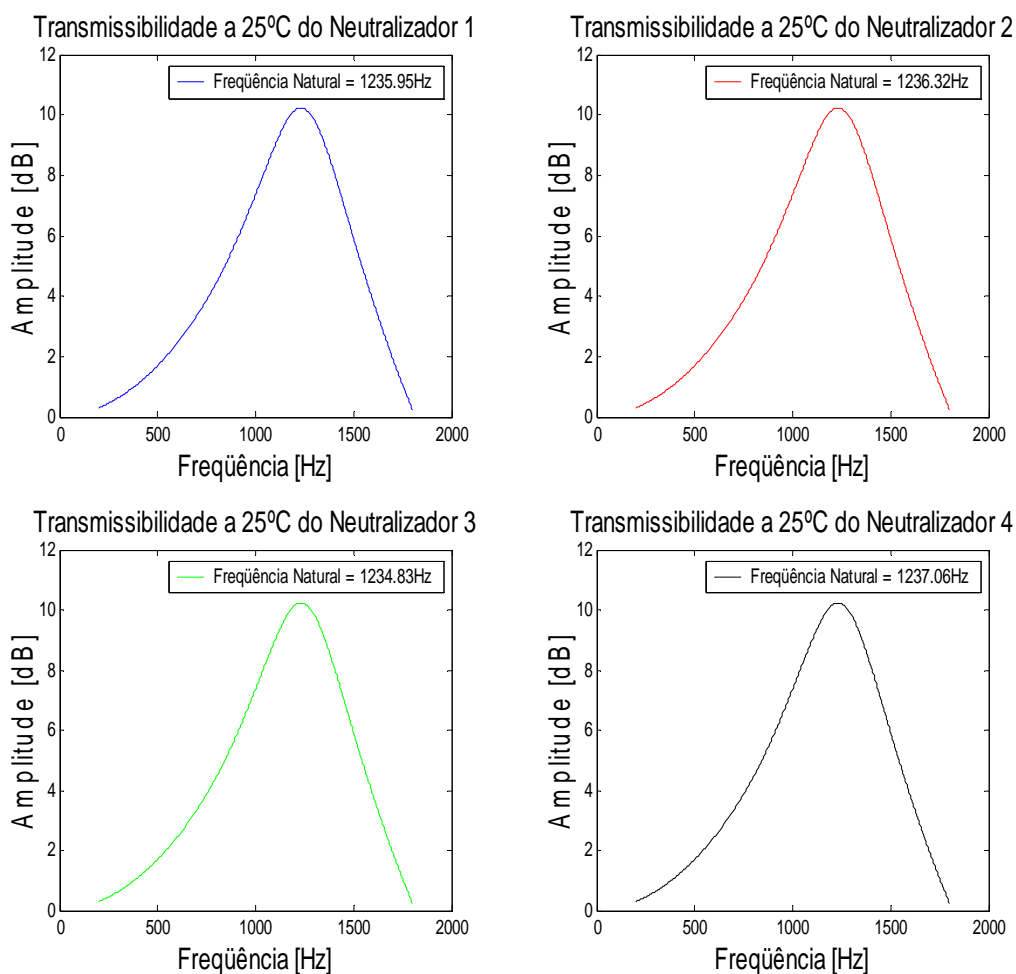 Transmissibilidade a 25ºC do Neutralizador 1
Freqüência Natural = 1235.95Hz
Amplitude [dB]
12
10
8
6
4
2
0
0 500 1000 1500 2000
Freqüência [Hz]
Transmissibilidade a 25ºC do Neutralizador 2
Freqüência Natural = 1236.32Hz
Amplitude [dB]
12
10
8
6
4
2
0
0 500 1000 1500 2000
Freqüência [Hz]
Transmissibilidade a 25ºC do Neutralizador 3
Freqüência Natural = 1234.83Hz
Amplitude [dB]
12
10
8
6
4
2
0
0 500 1000 1500 2000
Freqüência [Hz]
Transmissibilidade a 25ºC do Neutralizador 4
Freqüência Natural = 1237.06Hz
Amplitude [dB]
12
10
8
6
4
2
0
0 500 1000 1500 2000
Freqüência [Hz]